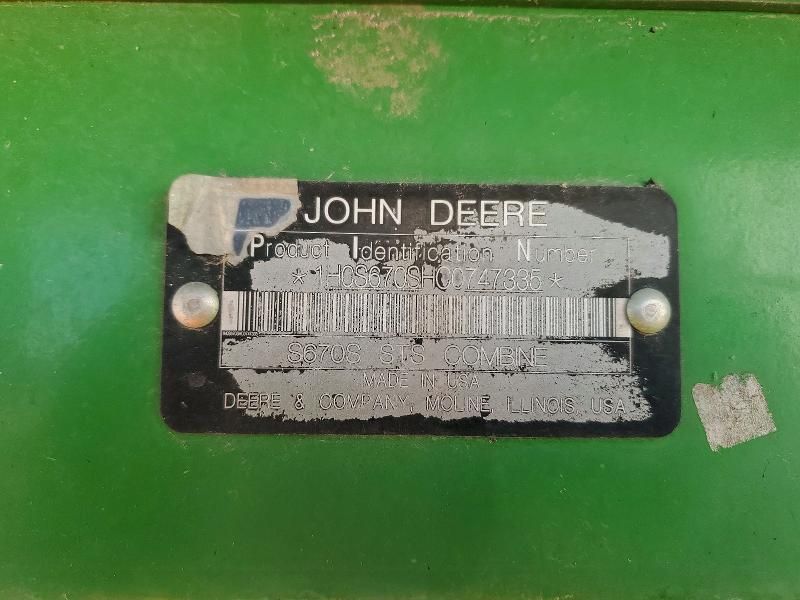 JOHN DEERE
Product Identification Number
*1H0S670SHC0747335*
S670S STS COMBINE
MADE IN USA
DEERE & COMPANY, MOLINE, ILLINOIS, USA